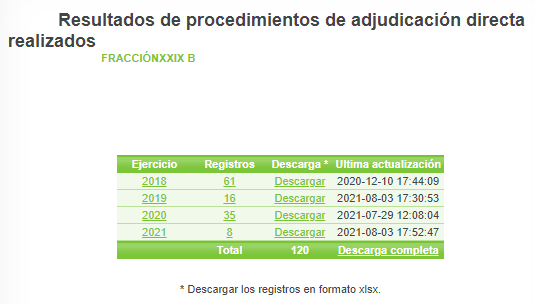 Resultados de procedimientos de adjudicación directa
realizados
FRACCIÓNXXIX B
Ejercicio Registros Descarga * Ultima actualización
2018 61 Descargar 2020-12-10 17:44:09
2019 16 Descargar 2021-08-03 17:30:53
2020 35 Descargar 2021-07-29 12:08:04
2021 8 Descargar 2021-08-03 17:52:47
Total 120 Descarga completa
* Descargar los registros en formato xlsx.